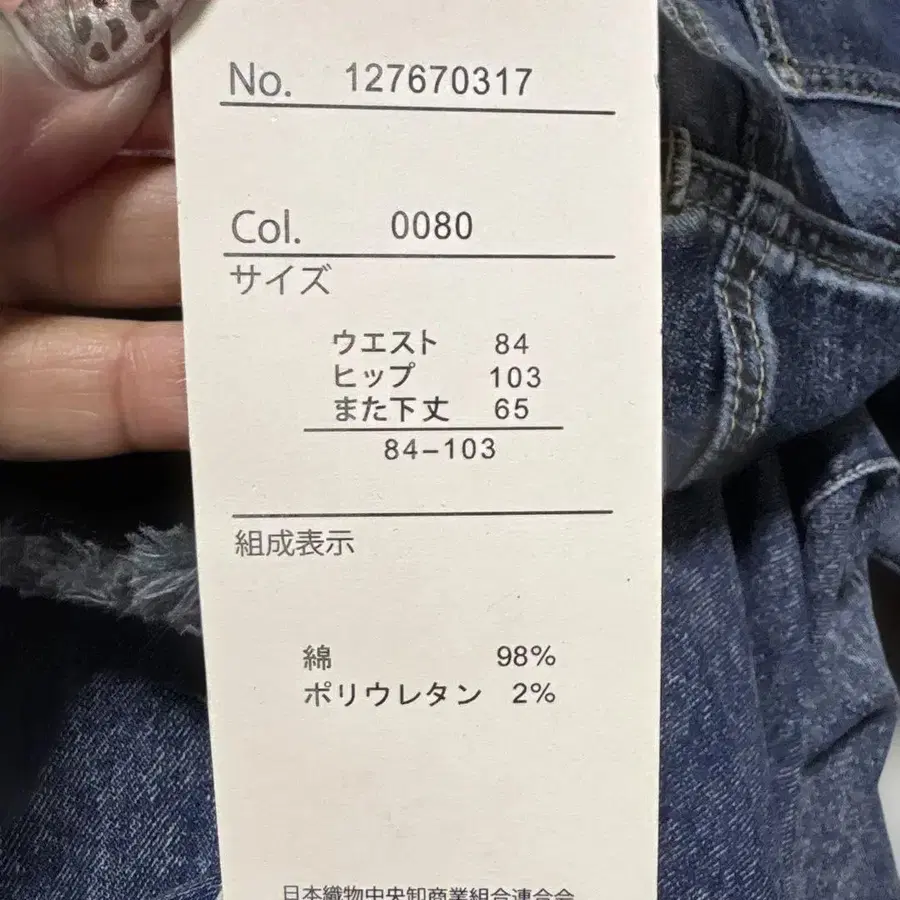 No. 127670317
Col. 0080
サイズ
ウエスト 84
ヒップ 103
また下丈 65
84-103
組成表示
綿 98%
ポリウレタン 2%
日本織物中央卸商業組合連合会